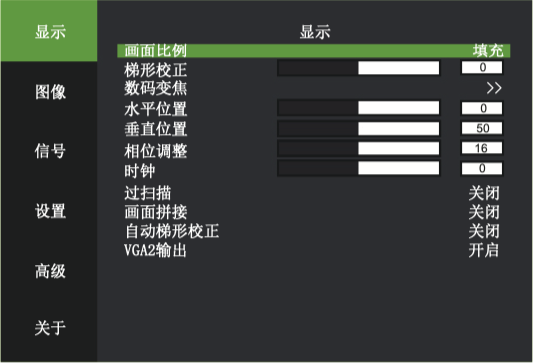 显示
图像
信号
设置
高级
关于
显示
画面比例 填充
梯形校正 0
数码变焦 >>
水平位置 0
垂直位置 50
相位调整 16
时钟 0
过扫描 关闭
画面拼接 关闭
自动梯形校正 关闭
VGA2输出 开启